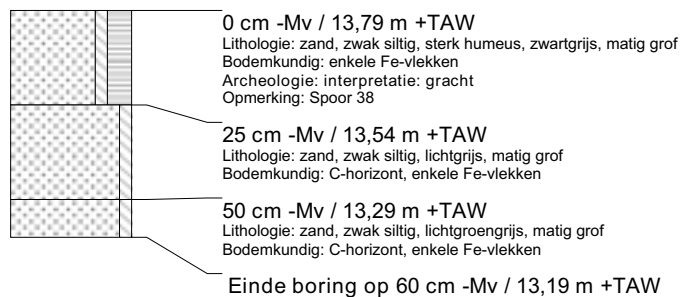 0 cm -Mv / 13,79 m +TAW
Lithologie: zand, zwak siltig, sterk humeus, zwartgrijs, matig grof
Bodemkundig: enkele Fe-vlekken
Archeologie: interpretatie: gracht
Opmerking: Spoor 38
25 cm -Mv / 13,54 m +TAW
Lithologie: zand, zwak siltig, lichtgrijs, matig grof
Bodemkundig: C-horizont, enkele Fe-vlekken
50 cm -Mv / 13,29 m +TAW
Lithologie: zand, zwak siltig, lichtgroengrijs, matig grof
Bodemkundig: C-horizont, enkele Fe-vlekken
Einde boring op 60 cm -Mv / 13,19 m +TAW